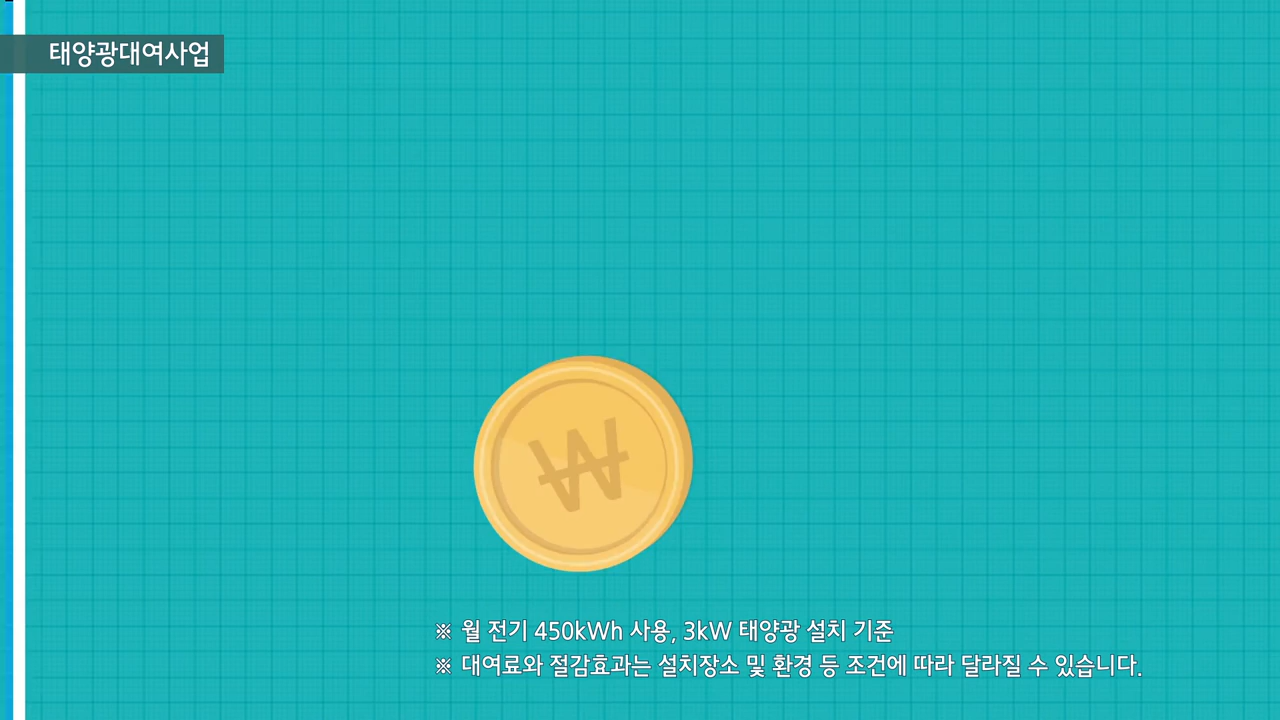 태양광대여사업
₩
※ 월 전기 450kWh 사용, 3kW 태양광 설치 기준
※ 대여료와 절감효과는 설치장소 및 환경 등 조건에 따라 달라질 수 있습니다.